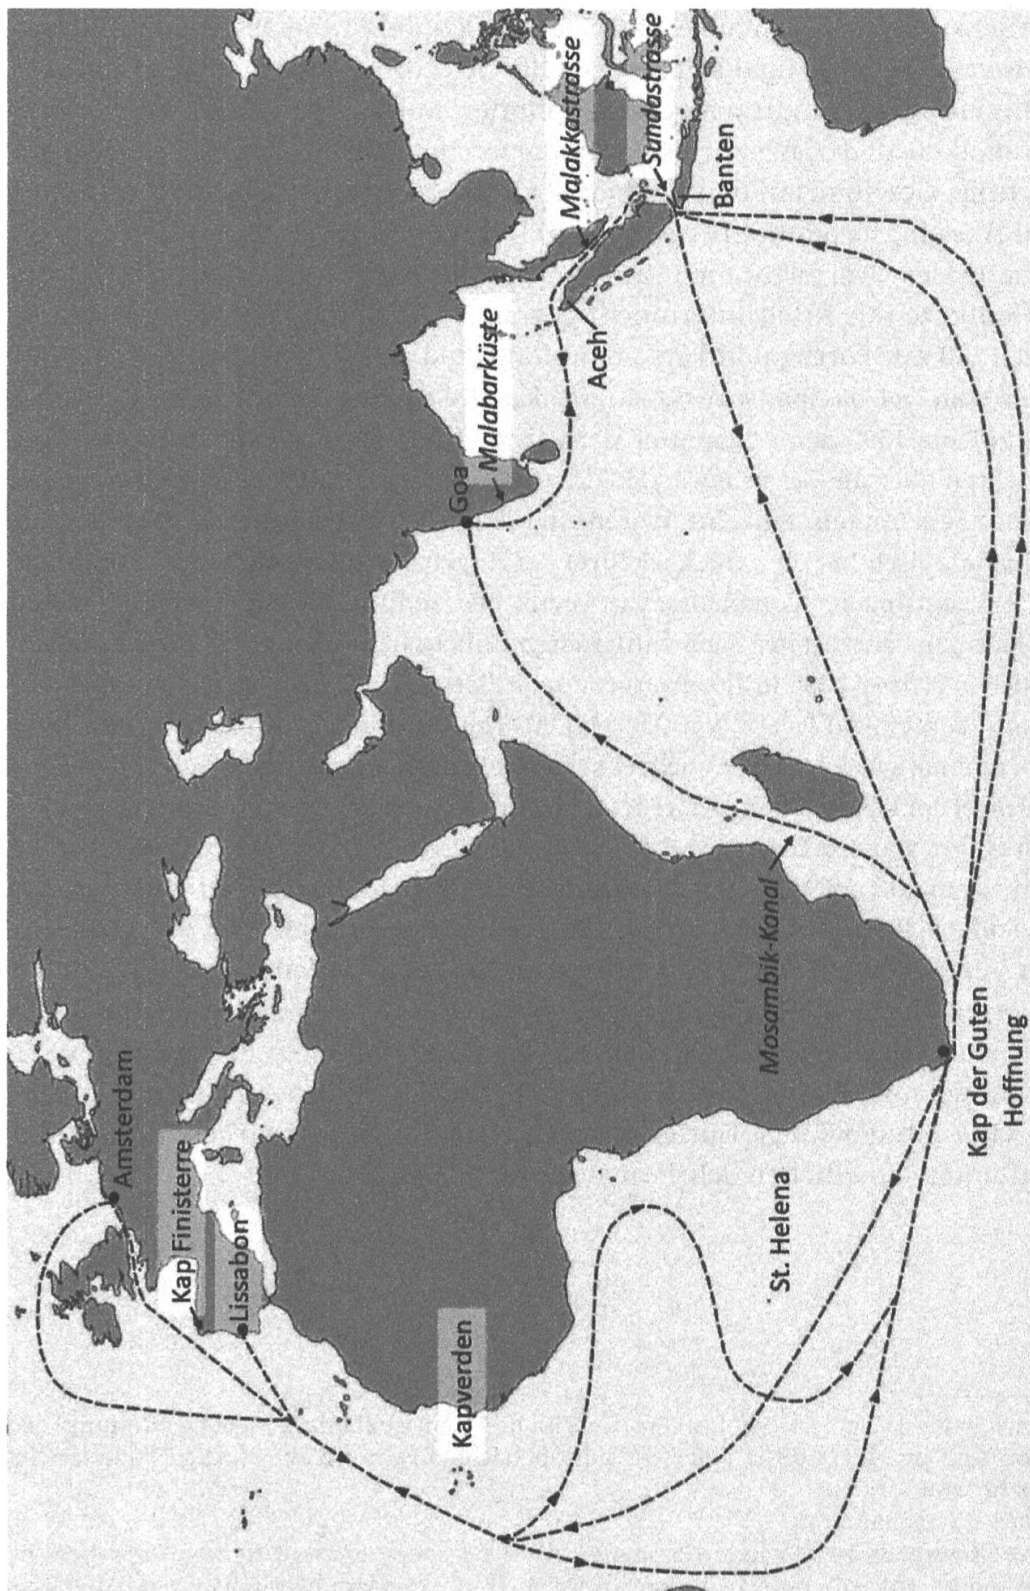 Amsterdam
Kap Finisterre
Lissabon
Kapverden
St. Helena
Kap der Guten
Hoffnung
Mosambik-Kanal
Goa
Malabarküste
Aceh
Malakkastrasse
Sundastrasse
Banten